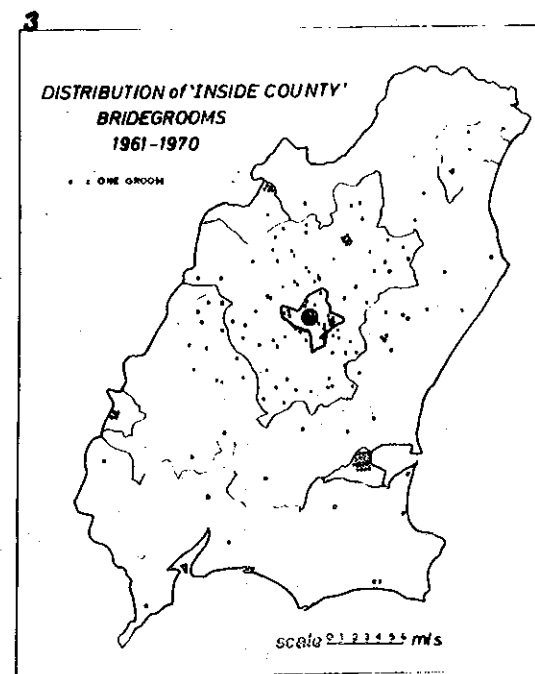 3
DISTRIBUTION of 'INSIDE COUNTY'
BRIDEGROOMS
1961-1970
• : ONE GROOM
scale 0 1 2 3 4 5 6 mls